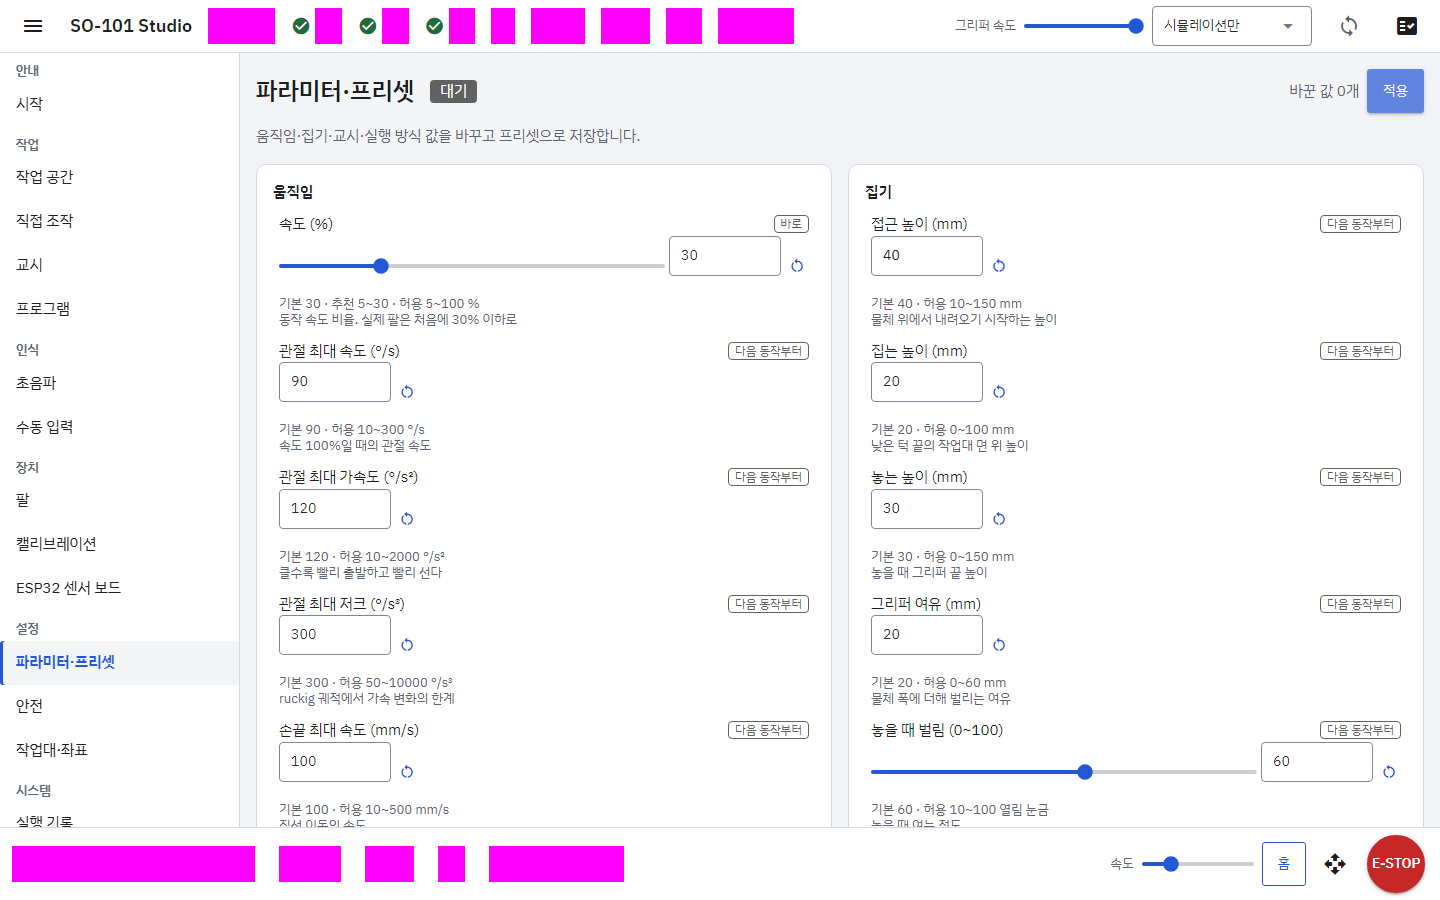 SO-101 Studio
그리퍼 속도
시뮬레이션만
안내
시작
작업
작업 공간
직접 조작
교시
프로그램
인식
초음파
수동 입력
장치
팔
캘리브레이션
ESP32 센서 보드
설정
파라미터·프리셋
안전
작업대·좌표
시스템
실행 기록
파라미터·프리셋 대기
바꾼 값 0개 적용
움직임·집기·교시·실행 방식 값을 바꾸고 프리셋으로 저장합니다.
움직임
속도 (%) 바로
30
기본 30 · 추천 5~30 · 허용 5~100 %
동작 속도 비율. 실제 팔은 처음에 30% 이하로
관절 최대 속도 (°/s) 다음 동작부터
90
기본 90 · 허용 10~300 °/s
속도 100%일 때의 관절 속도
관절 최대 가속도 (°/s²) 다음 동작부터
120
기본 120 · 허용 10~2000 °/s²
클수록 빨리 출발하고 빨리 선다
관절 최대 저크 (°/s³) 다음 동작부터
300
기본 300 · 허용 50~10000 °/s³
ruckig 궤적에서 가속 변화의 한계
손끝 최대 속도 (mm/s) 다음 동작부터
100
기본 100 · 허용 10~500 mm/s
직선 이동의 속도
집기
접근 높이 (mm) 다음 동작부터
40
기본 40 · 허용 10~150 mm
물체 위에서 내려오기 시작하는 높이
집는 높이 (mm) 다음 동작부터
20
기본 20 · 허용 0~100 mm
낮은 턱 끝의 작업대 면 위 높이
놓는 높이 (mm) 다음 동작부터
30
기본 30 · 허용 0~150 mm
놓을 때 그리퍼 끝 높이
그리퍼 여유 (mm) 다음 동작부터
20
기본 20 · 허용 0~60 mm
물체 폭에 더해 벌리는 여유
놓을 때 벌림 (0~100) 다음 동작부터
60
기본 60 · 허용 10~100 열림 눈금
놓을 때 여는 정도
속도
홈
E-STOP